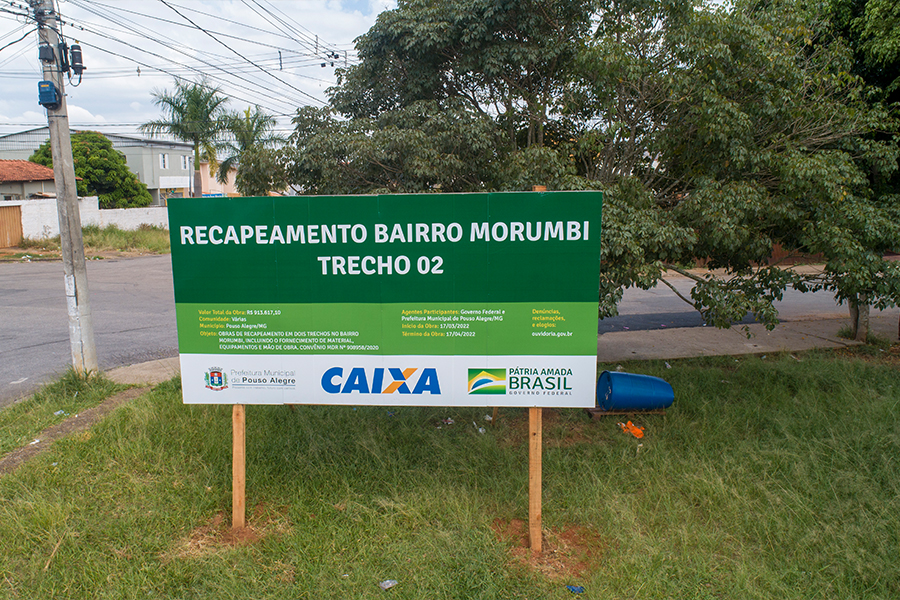 RECAPEAMENTO BAIRRO MORUMBI
TRECHO 02
Valor Total da Obra: R$ 913.617,10
Comunidade: Várias
Município: Pouso Alegre/MG
Objeto: OBRAS DE RECAPEAMENTO EM DOIS TRECHOS NO BAIRRO
MORUMBI, INCLUINDO O FORNECIMENTO DE MATERIAL,
EQUIPAMENTOS E MÃO DE OBRA, CONVÊNIO MDR Nº 908958/2020
Agentes Participantes: Governo Federal e
Prefeitura Municipal de Pouso Alegre/MG
Início da Obra: 17/03/2022
Término da Obra: 17/04/2022
Denúncias,
reclamações,
e elogios:
ouvidoria.gov.br
Prefeitura Municipal
de Pouso Alegre
CAIXA
PÁTRIA AMADA
BRASIL
GOVERNO FEDERAL